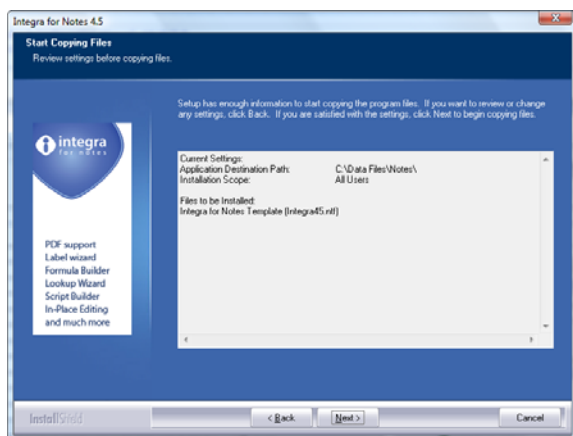 Integra for Notes 4.5
Start Copying Files
Review settings before copying files.
Setup has enough information to start copying the program files. If you want to review or change
any settings, click Back. If you are satisfied with the settings, click Next to begin copying files.
integra
for notes
Current Settings:
Application Destination Path: C:\Data Files\Notes\
Installation Scope: All Users
Files to be Installed:
Integra for Notes Template (Integra45.ntf)
PDF support
Label wizard
Formula Builder
Lookup Wizard
Script Builder
In-Place Editing
and much more
InstallShield
< Back
Next >
Cancel